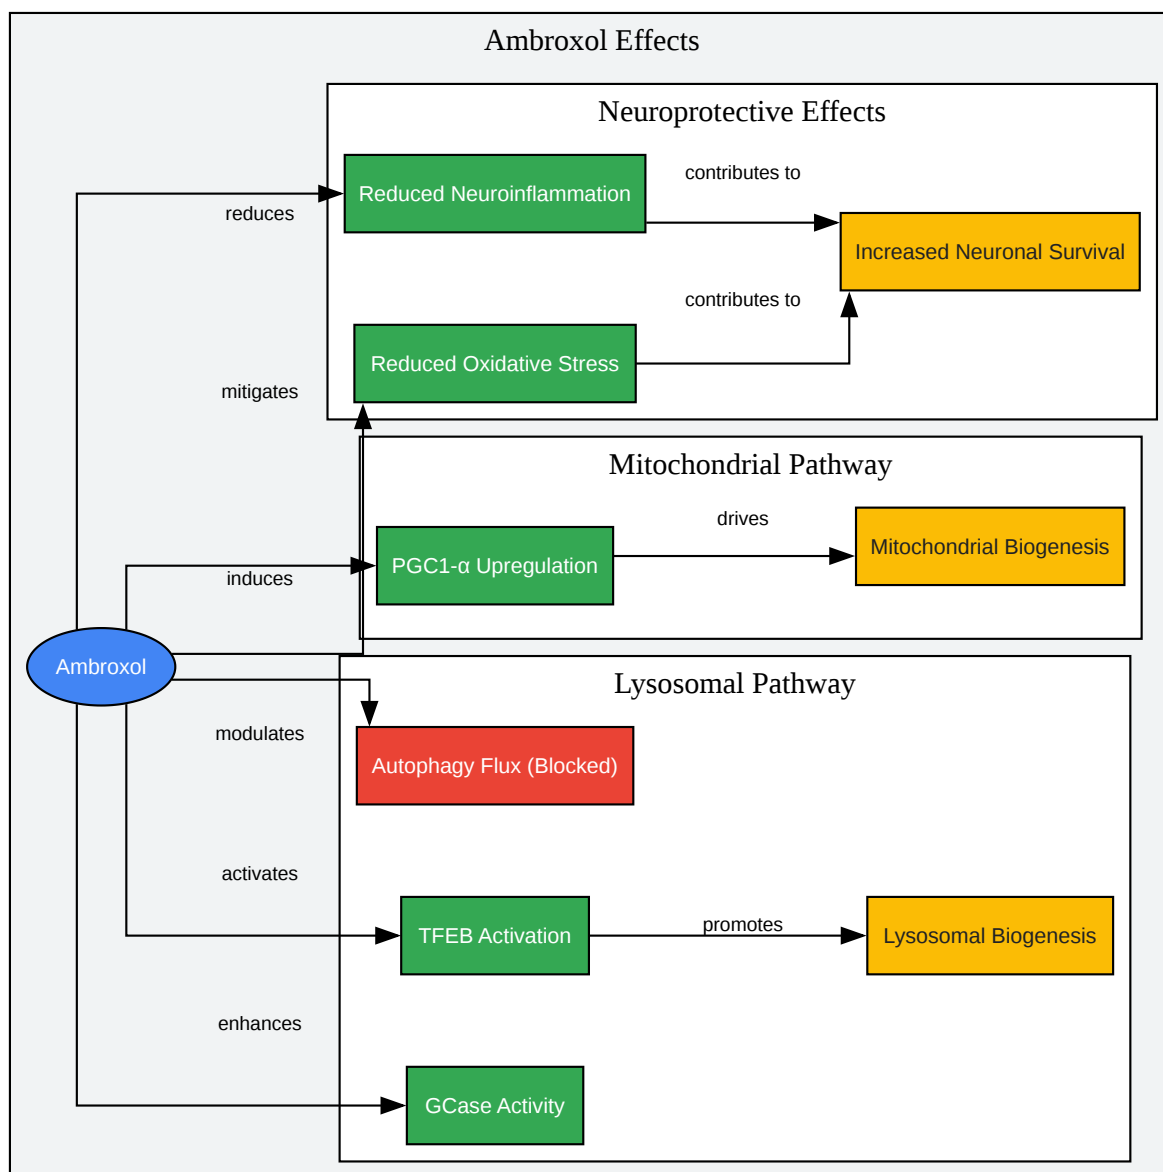 Ambroxol Effects
Neuroprotective Effects
contributes to
Reduced Neuroinflammation
reduces
Increased Neuronal Survival
contributes to
Reduced Oxidative Stress
mitigates
Mitochondrial Pathway
drives
Mitochondrial Biogenesis
PGC1-α Upregulation
induces
Ambroxol
Lysosomal Pathway
modulates
Autophagy Flux (Blocked)
activates
TFEB Activation
promotes
Lysosomal Biogenesis
enhances
GCase Activity